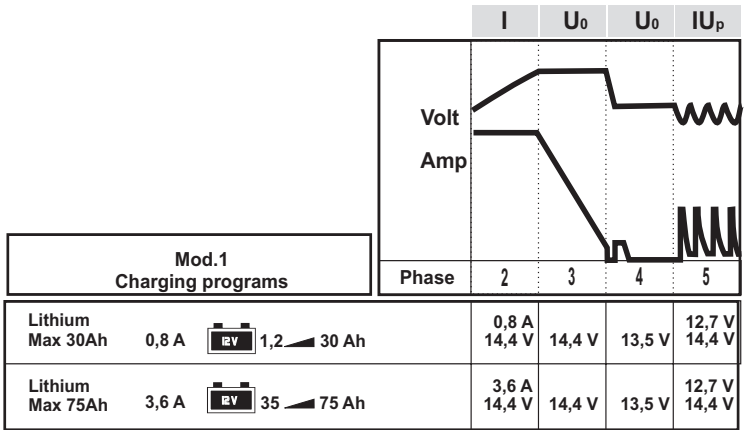 I U₀ U₀ IUₚ
Volt
Amp
Mod.1
Charging programs
Phase 2 3 4 5
Lithium
Max 30Ah 0,8 A 12V 1,2 30 Ah
0,8 A
14,4 V 14,4 V 13,5 V
12,7 V
14,4 V
Lithium
Max 75Ah 3,6 A 12V 35 75 Ah
3,6 A
14,4 V 14,4 V 13,5 V
12,7 V
14,4 V